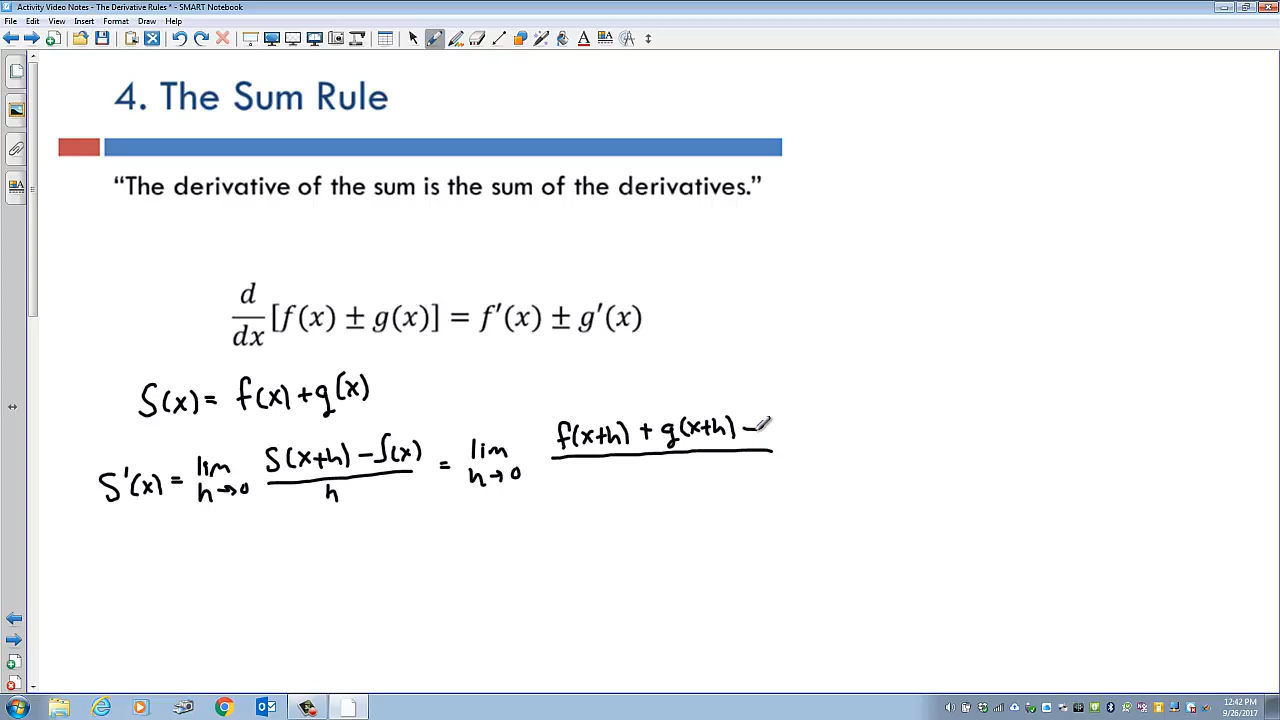 Activity Video Notes - The Derivative Rules * - SMART Notebook
File Edit View Insert Format Draw Help
4. The Sum Rule
“The derivative of the sum is the sum of the derivatives.”
d/dx [f(x) ± g(x)] = f′(x) ± g′(x)
S(x) = f(x) + g(x)
S'(x) = lim h→0 S(x+h) − S(x) / h = lim h→0 f(x+h) + g(x+h) −
12:42 PM
9/26/2017